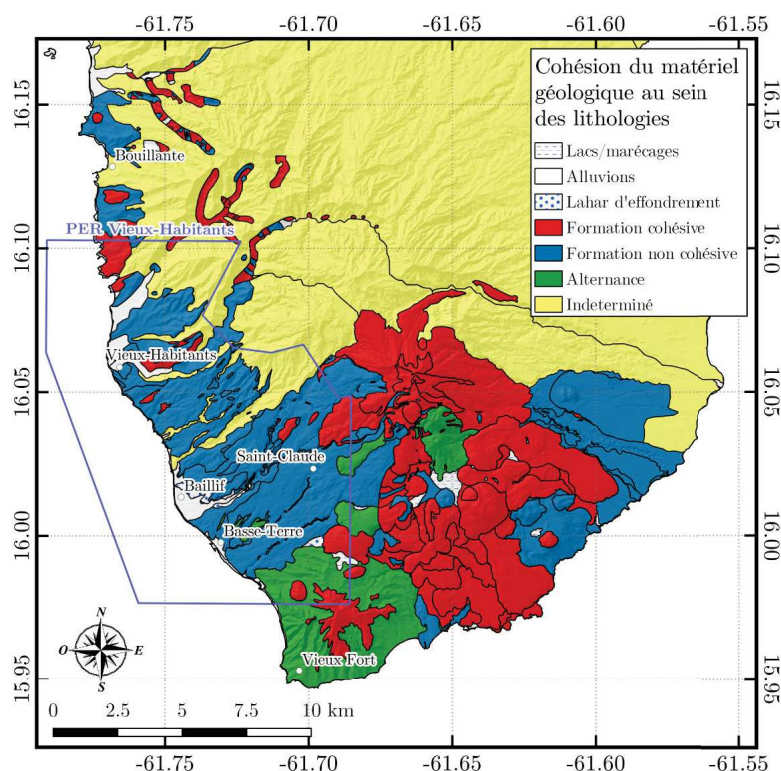 -61.75
-61.70
-61.65
-61.60
-61.55
16.15
16.15
Cohésion du matériel
géologique au sein
des lithologies
Lacs/marécages
Alluvions
Lahar d'effondrement
Formation cohésive
Formation non cohésive
Alternance
Indeterminé
Bouillante
PER Vieux-Habitants
16.10
16.10
Vieux-Habitants
16.05
16.05
Saint-Claude
Baillif
Basse-Terre
16.00
16.00
N
O
E
S
Vieux Fort
15.95
15.95
0
2.5
5
7.5
10 km
-61.75
-61.70
-61.65
-61.60
-61.55